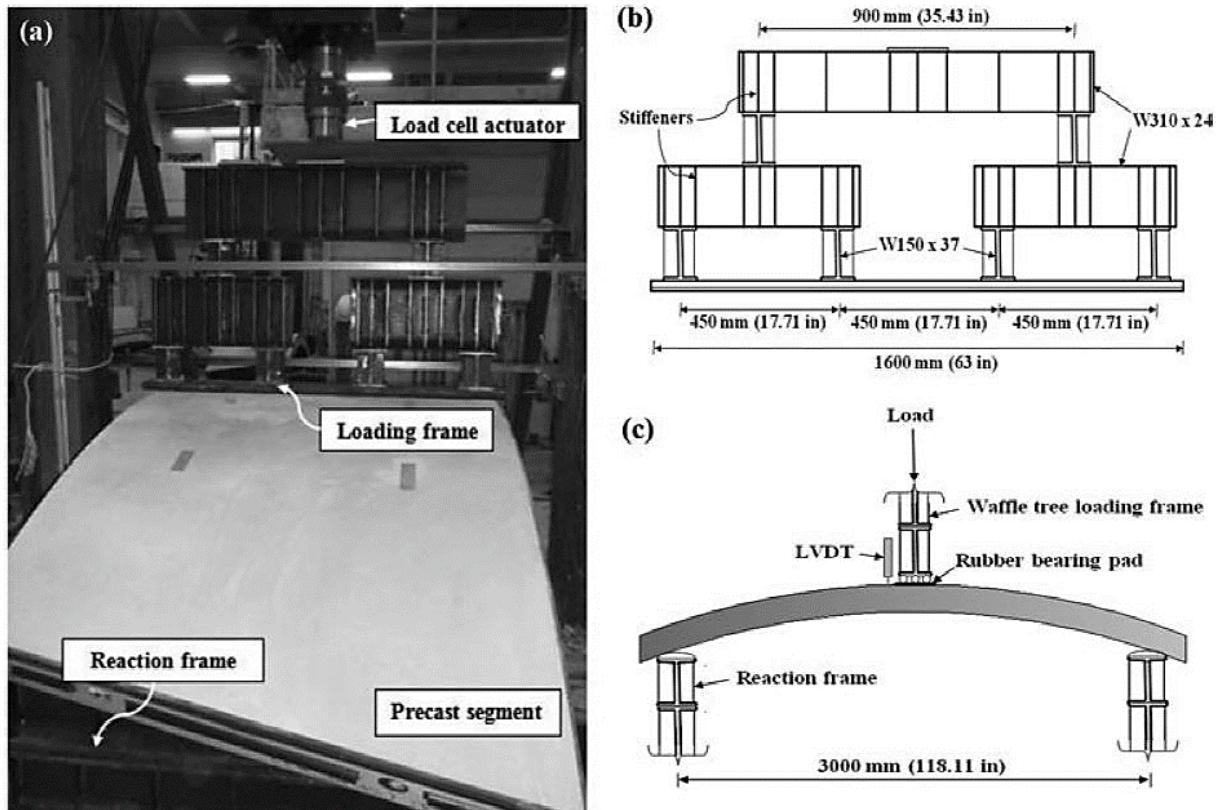 (a)
Load cell actuator
Loading frame
Reaction frame
Precast segment
(b)
900 mm (35.43 in)
Stiffeners
W310 x 24
W150 x 37
450 mm (17.71 in) 450 mm (17.71 in) 450 mm (17.71 in)
1600 mm (63 in)
(c)
Load
Waffle tree loading frame
LVDT
Rubber bearing pad
Reaction frame
3000 mm (118.11 in)